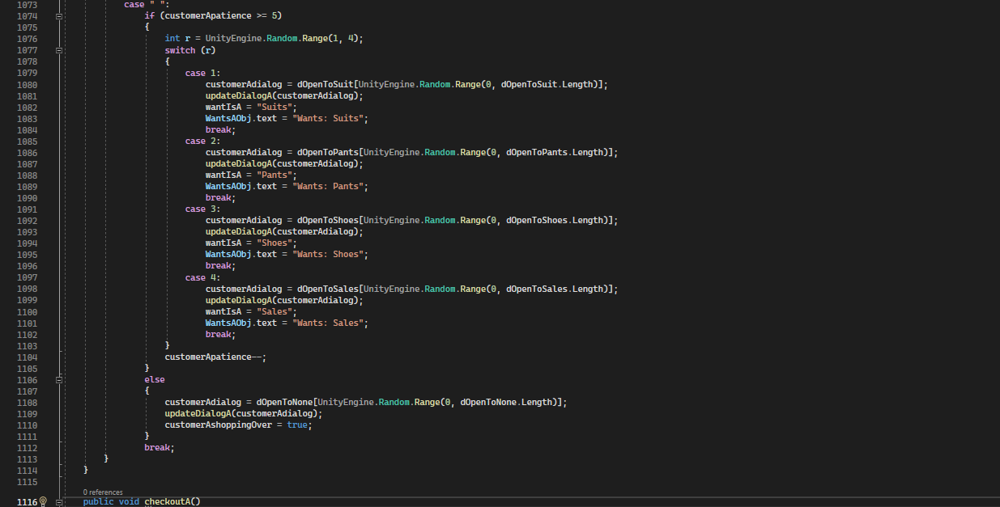 1073 case " ":
1074 if (customerApatience >= 5)
1075 {
1076 int r = UnityEngine.Random.Range(1, 4);
1077 switch (r)
1078 {
1079 case 1:
1080 customerAdialog = dOpenToSuit[UnityEngine.Random.Range(0, dOpenToSuit.Length)];
1081 updateDialogA(customerAdialog);
1082 wantIsA = "Suits";
1083 WantsAObj.text = "Wants: Suits";
1084 break;
1085 case 2:
1086 customerAdialog = dOpenToPants[UnityEngine.Random.Range(0, dOpenToPants.Length)];
1087 updateDialogA(customerAdialog);
1088 wantIsA = "Pants";
1089 WantsAObj.text = "Wants: Pants";
1090 break;
1091 case 3:
1092 customerAdialog = dOpenToShoes[UnityEngine.Random.Range(0, dOpenToShoes.Length)];
1093 updateDialogA(customerAdialog);
1094 wantIsA = "Shoes";
1095 WantsAObj.text = "Wants: Shoes";
1096 break;
1097 case 4:
1098 customerAdialog = dOpenToSales[UnityEngine.Random.Range(0, dOpenToSales.Length)];
1099 updateDialogA(customerAdialog);
1100 wantIsA = "Sales";
1101 WantsAObj.text = "Wants: Sales";
1102 break;
1103 }
1104 customerApatience--;
1105 }
1106 else
1107 {
1108 customerAdialog = dOpenToNone[UnityEngine.Random.Range(0, dOpenToNone.Length)];
1109 updateDialogA(customerAdialog);
1110 customerAshoppingOver = true;
1111 }
1112 break;
1113 }
1114 }
1115
0 references
1116 public void checkoutA()